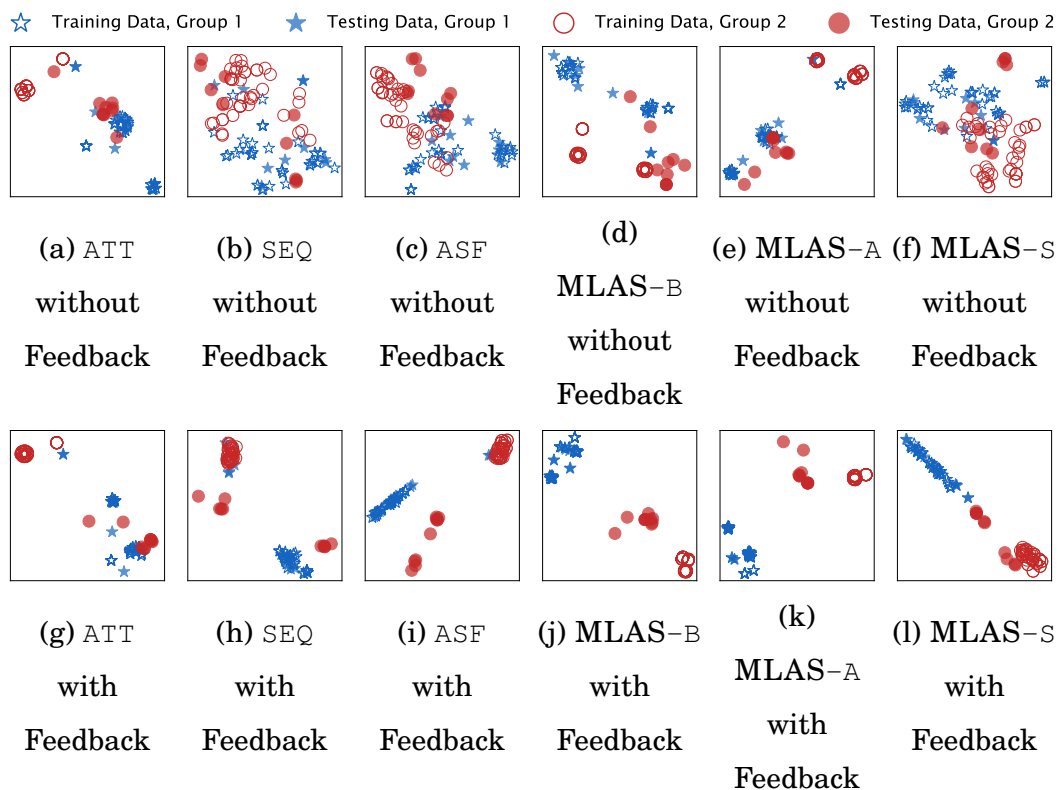 Training Data, Group 1 Testing Data, Group 1 Training Data, Group 2 Testing Data, Group 2
(a) ATT
without
Feedback
(b) SEQ
without
Feedback
(c) ASF
without
Feedback
(d)
MLAS-B
without
Feedback
(e) MLAS-A
without
Feedback
(f) MLAS-S
without
Feedback
(g) ATT
with
Feedback
(h) SEQ
with
Feedback
(i) ASF
with
Feedback
(j) MLAS-B
with
Feedback
(k)
MLAS-A
with
Feedback
(l) MLAS-S
with
Feedback